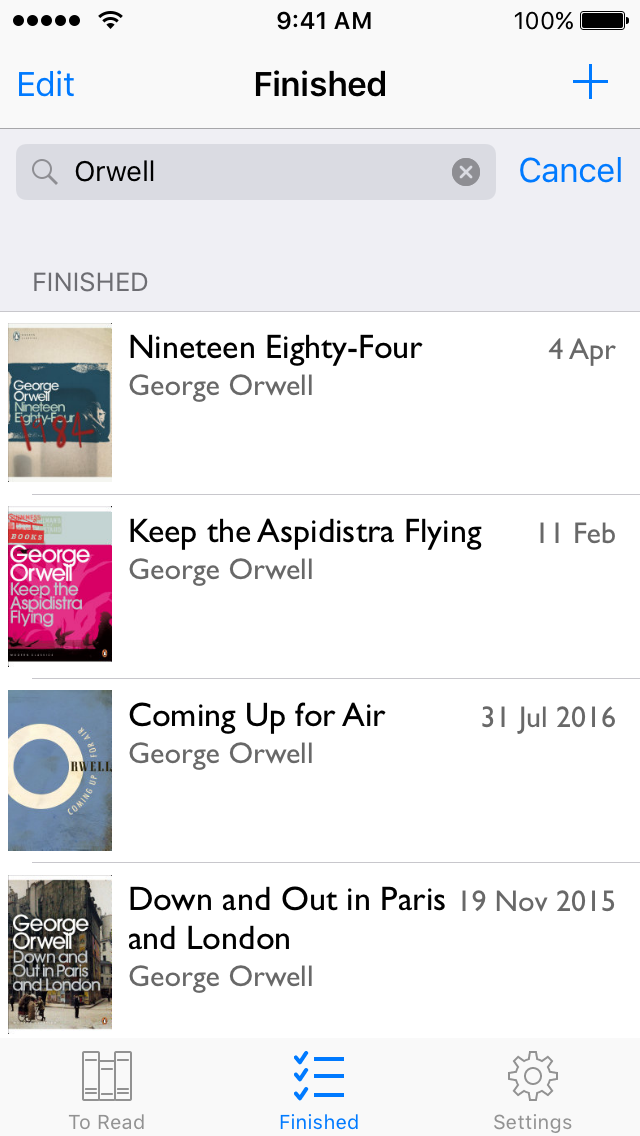 9:41 AM
100%
Edit
Finished
Orwell
Cancel
FINISHED
George
Orwell
Nineteen
Eighty-Four
1984
Nineteen Eighty-Four
4 Apr
George Orwell
BOOKS
George
Orwell
Keep the
Aspidistra
Flying
Keep the Aspidistra Flying
11 Feb
George Orwell
ORWELL
COMING UP FOR AIR
Coming Up for Air
31 Jul 2016
George Orwell
George
Orwell
Down and
Out in Paris
and London
Down and Out in Paris
and London
19 Nov 2015
George Orwell
To Read
Finished
Settings